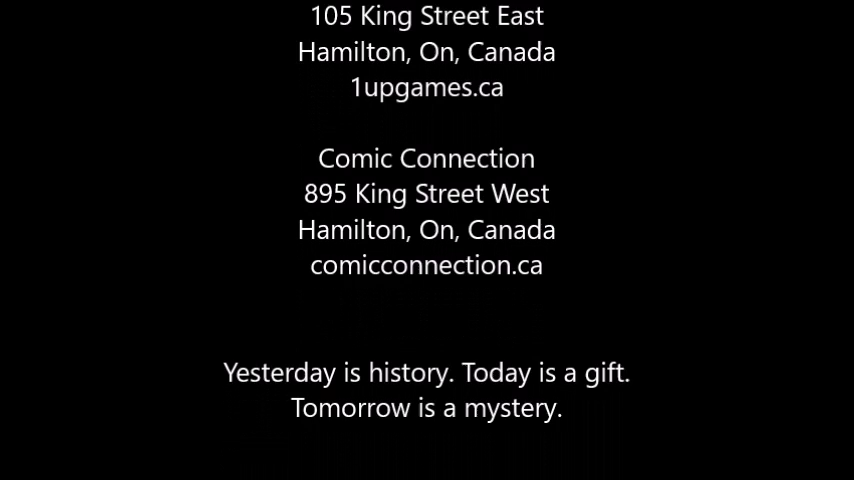 105 King Street East
Hamilton, On, Canada
1upgames.ca
Comic Connection
895 King Street West
Hamilton, On, Canada
comicconnection.ca
Yesterday is history. Today is a gift.
Tomorrow is a mystery.